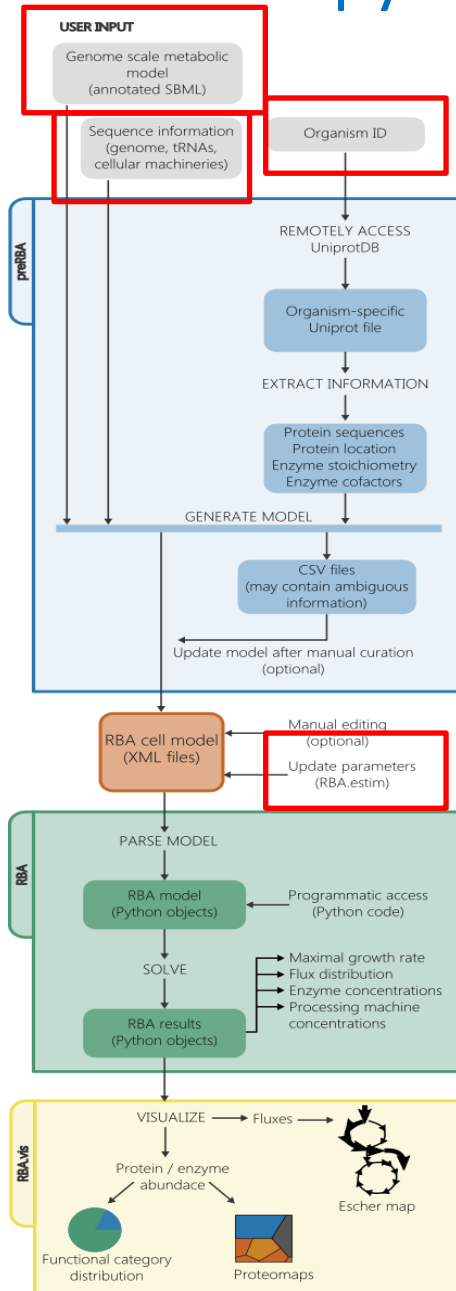 py
USER INPUT
Genome scale metabolic
model
(annotated SBML)
Sequence information
(genome, tRNAs,
cellular machineries)
Organism ID
preRBA
REMOTELY ACCESS
UniprotDB
Organism-specific
Uniprot file
EXTRACT INFORMATION
Protein sequences
Protein location
Enzyme stoichiometry
Enzyme cofactors
GENERATE MODEL
CSV files
(may contain ambiguous
information)
Update model after manual curation
(optional)
RBA cell model
(XML files)
Manual editing
(optional)
Update parameters
(RBA.estim)
RBA
PARSE MODEL
RBA model
(Python objects)
Programmatic access
(Python code)
SOLVE
RBA results
(Python objects)
Maximal growth rate
Flux distribution
Enzyme concentrations
Processing machine
concentrations
RBA.vis
VISUALIZE
Fluxes
Protein / enzyme
abundace
Escher map
Functional category
distribution
Proteomaps